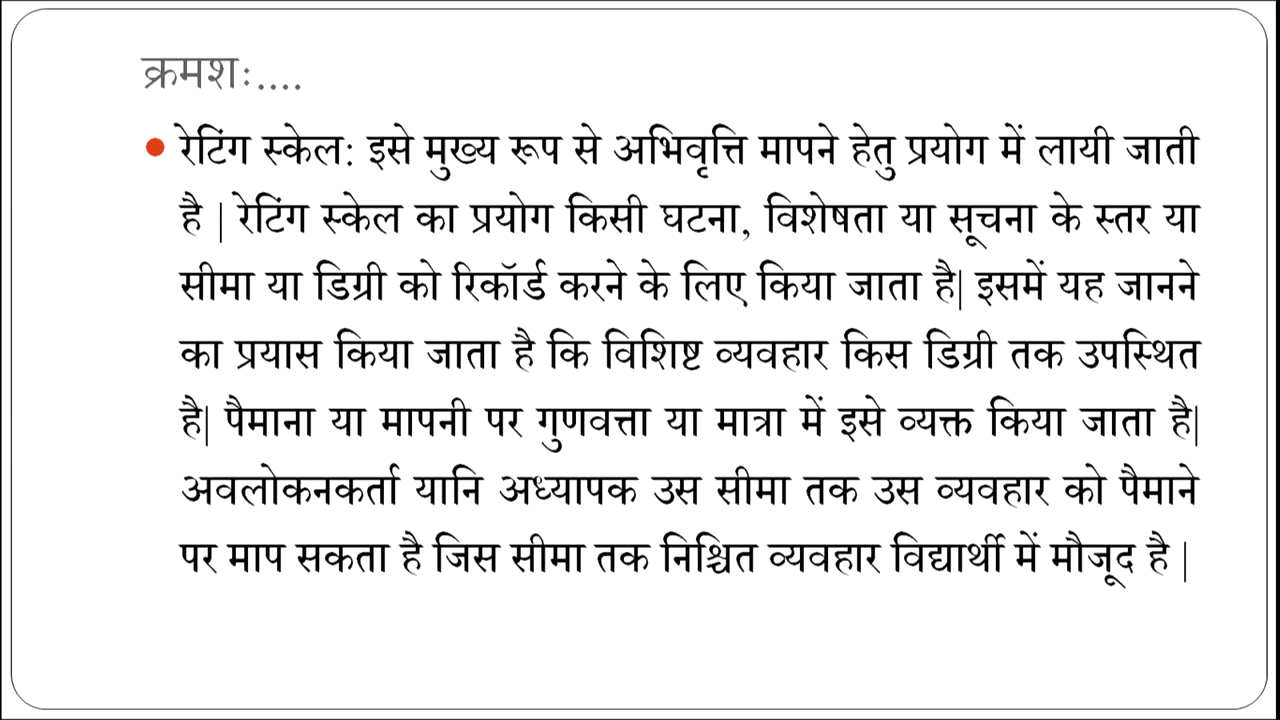 क्रमशः....
रेटिंग स्केल: इसे मुख्य रूप से अभिवृत्ति मापने हेतु प्रयोग में लायी जाती
है | रेटिंग स्केल का प्रयोग किसी घटना, विशेषता या सूचना के स्तर या
सीमा या डिग्री को रिकॉर्ड करने के लिए किया जाता है| इसमें यह जानने
का प्रयास किया जाता है कि विशिष्ट व्यवहार किस डिग्री तक उपस्थित
है| पैमाना या मापनी पर गुणवत्ता या मात्रा में इसे व्यक्त किया जाता है|
अवलोकनकर्ता यानि अध्यापक उस सीमा तक उस व्यवहार को पैमाने
पर माप सकता है जिस सीमा तक निश्चित व्यवहार विद्यार्थी में मौजूद है |